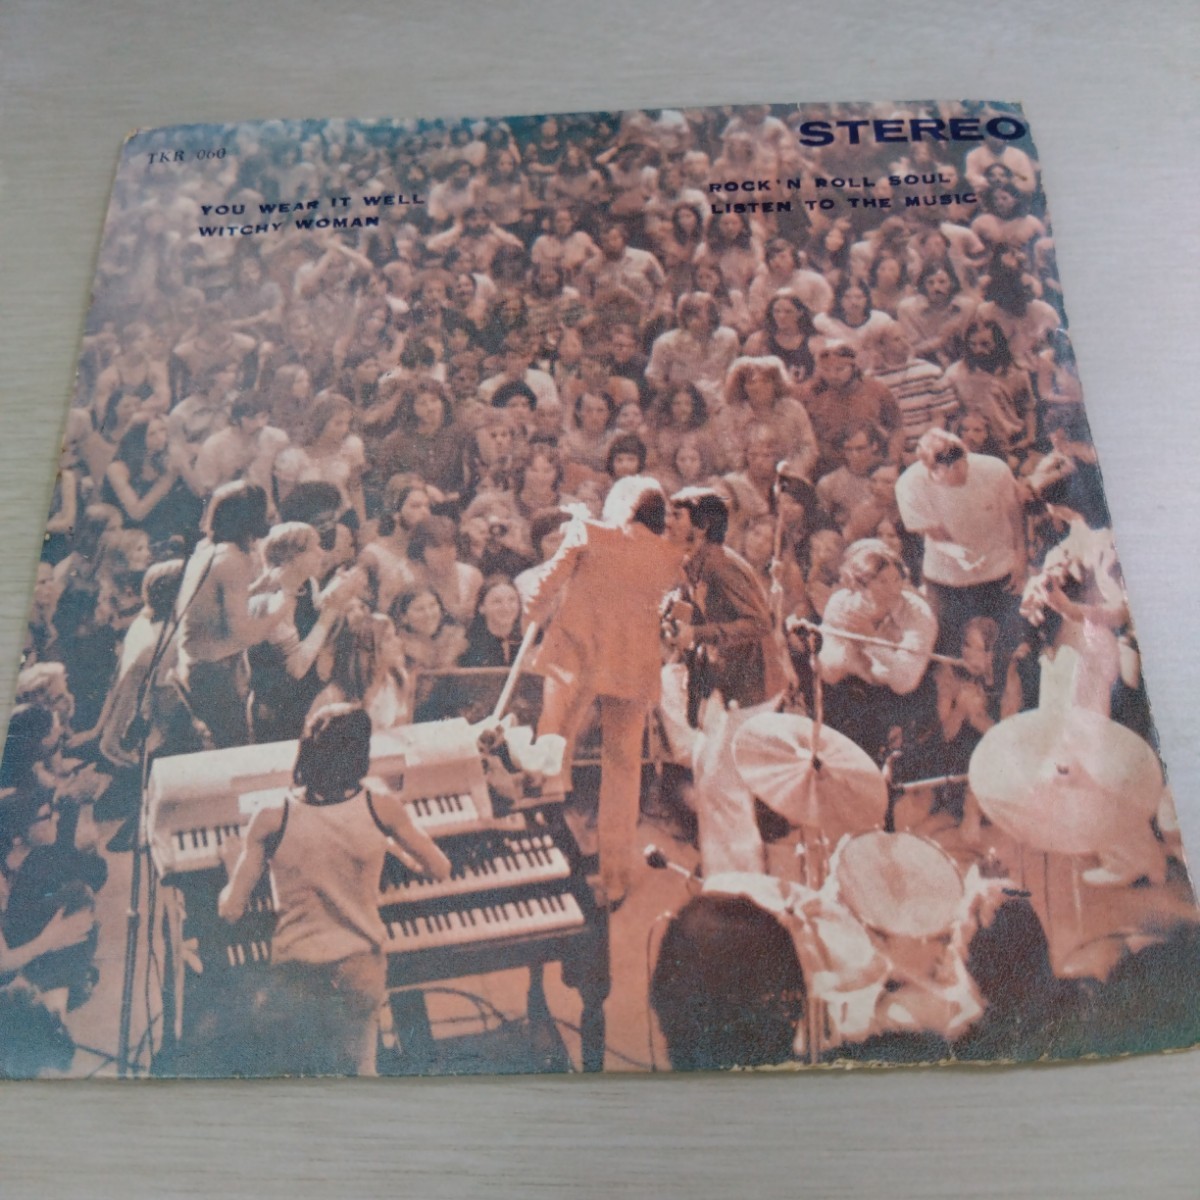 STEREO
TKR 060
YOU WEAR IT WELL
WITCHY WOMAN
ROCK'N ROLL SOUL
LISTEN TO THE MUSIC